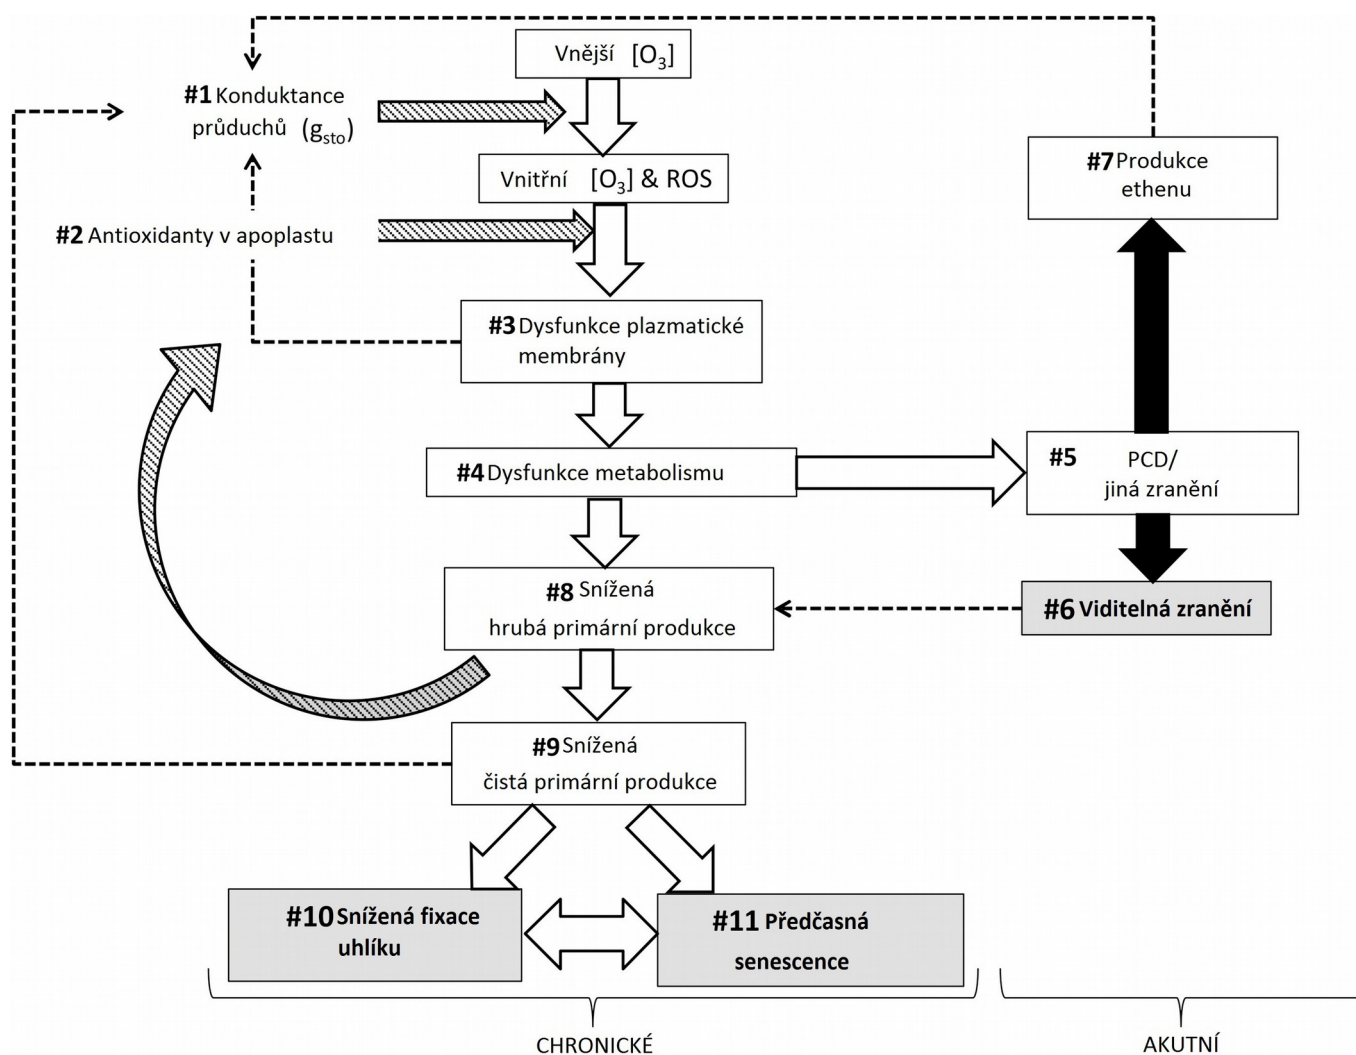 Vnější [O₃]
#1 Konduktance
průduchů (gsto)
Vnitřní [O₃] & ROS
#7 Produkce
ethenu
#2 Antioxidanty v apoplastu
#3 Dysfunkce plazmatické
membrány
#4 Dysfunkce metabolismu
#5 PCD/
jiná zranění
#6 Viditelná zranění
#8 Snížená
hrubá primární produkce
#9 Snížená
čistá primární produkce
#10 Snížená fixace
uhlíku
#11 Předčasná
senescence
CHRONICKÉ
AKUTNÍ